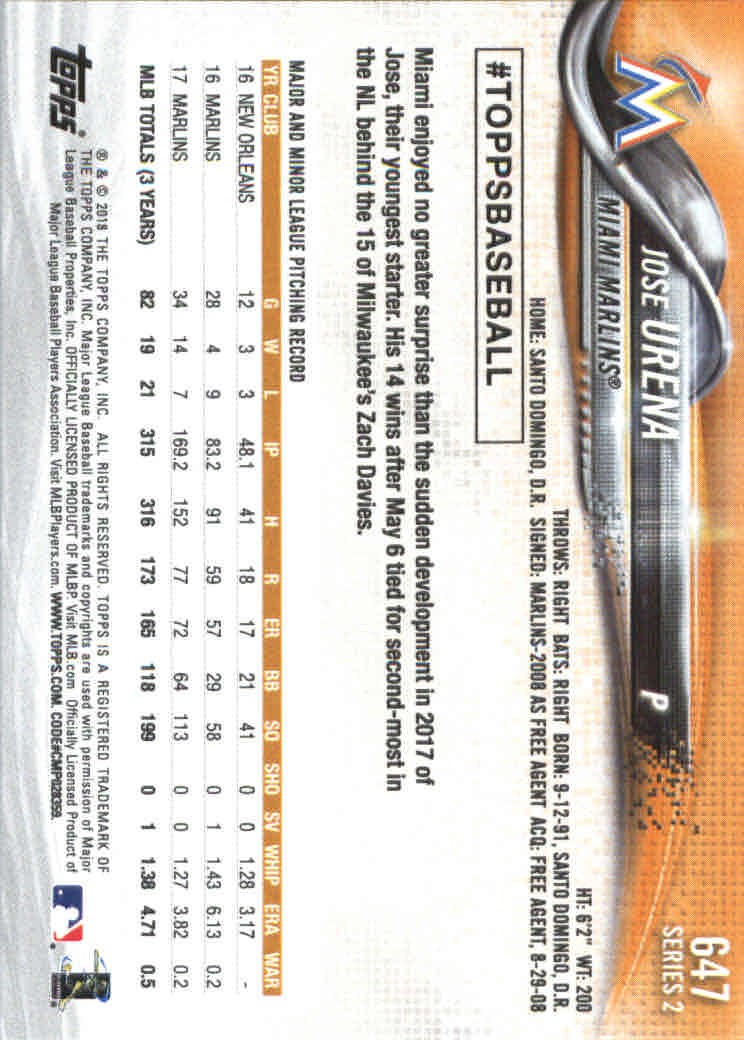 647
SERIES 2
JOSE UREÑA
P
MIAMI MARLINS®
HT: 6'2" WT: 200
THROWS: RIGHT BATS: RIGHT BORN: 9-12-91, SANTO DOMINGO, D.R.
HOME: SANTO DOMINGO, D.R. SIGNED: MARLINS-2008 AS FREE AGENT ACQ: FREE AGENT, 8-29-08
#TOPPSBASEBALL
Miami enjoyed no greater surprise than the sudden development in 2017 of
Jose, their youngest starter. His 14 wins after May 6 tied for second-most in
the NL behind the 15 of Milwaukee's Zach Davies.
MAJOR AND MINOR LEAGUE PITCHING RECORD
YR CLUB G W L IP H R ER BB SO SHO SV WHIP ERA WAR
16 NEW ORLEANS 12 3 3 48.1 41 18 17 21 41 0 0 1.28 3.17 -
16 MARLINS 28 4 9 83.2 91 59 57 29 58 0 1 1.43 6.13 0.2
17 MARLINS 34 14 7 169.2 152 77 72 64 113 0 0 1.27 3.82 0.2
MLB TOTALS (3 YEARS) 82 19 21 315 316 173 165 118 199 0 1 1.38 4.71 0.5
topps®
® & © 2018 THE TOPPS COMPANY, INC. ALL RIGHTS RESERVED. TOPPS IS A REGISTERED TRADEMARK OF
THE TOPPS COMPANY, INC. Major League Baseball trademarks and copyrights are used with permission of Major
League Baseball Properties, Inc. OFFICIALLY LICENSED PRODUCT OF MLBP. Visit MLB.com Officially Licensed Product of
Major League Baseball Players Association. Visit MLBPlayers.com. WWW.TOPPS.COM. CODE#CMP028359.